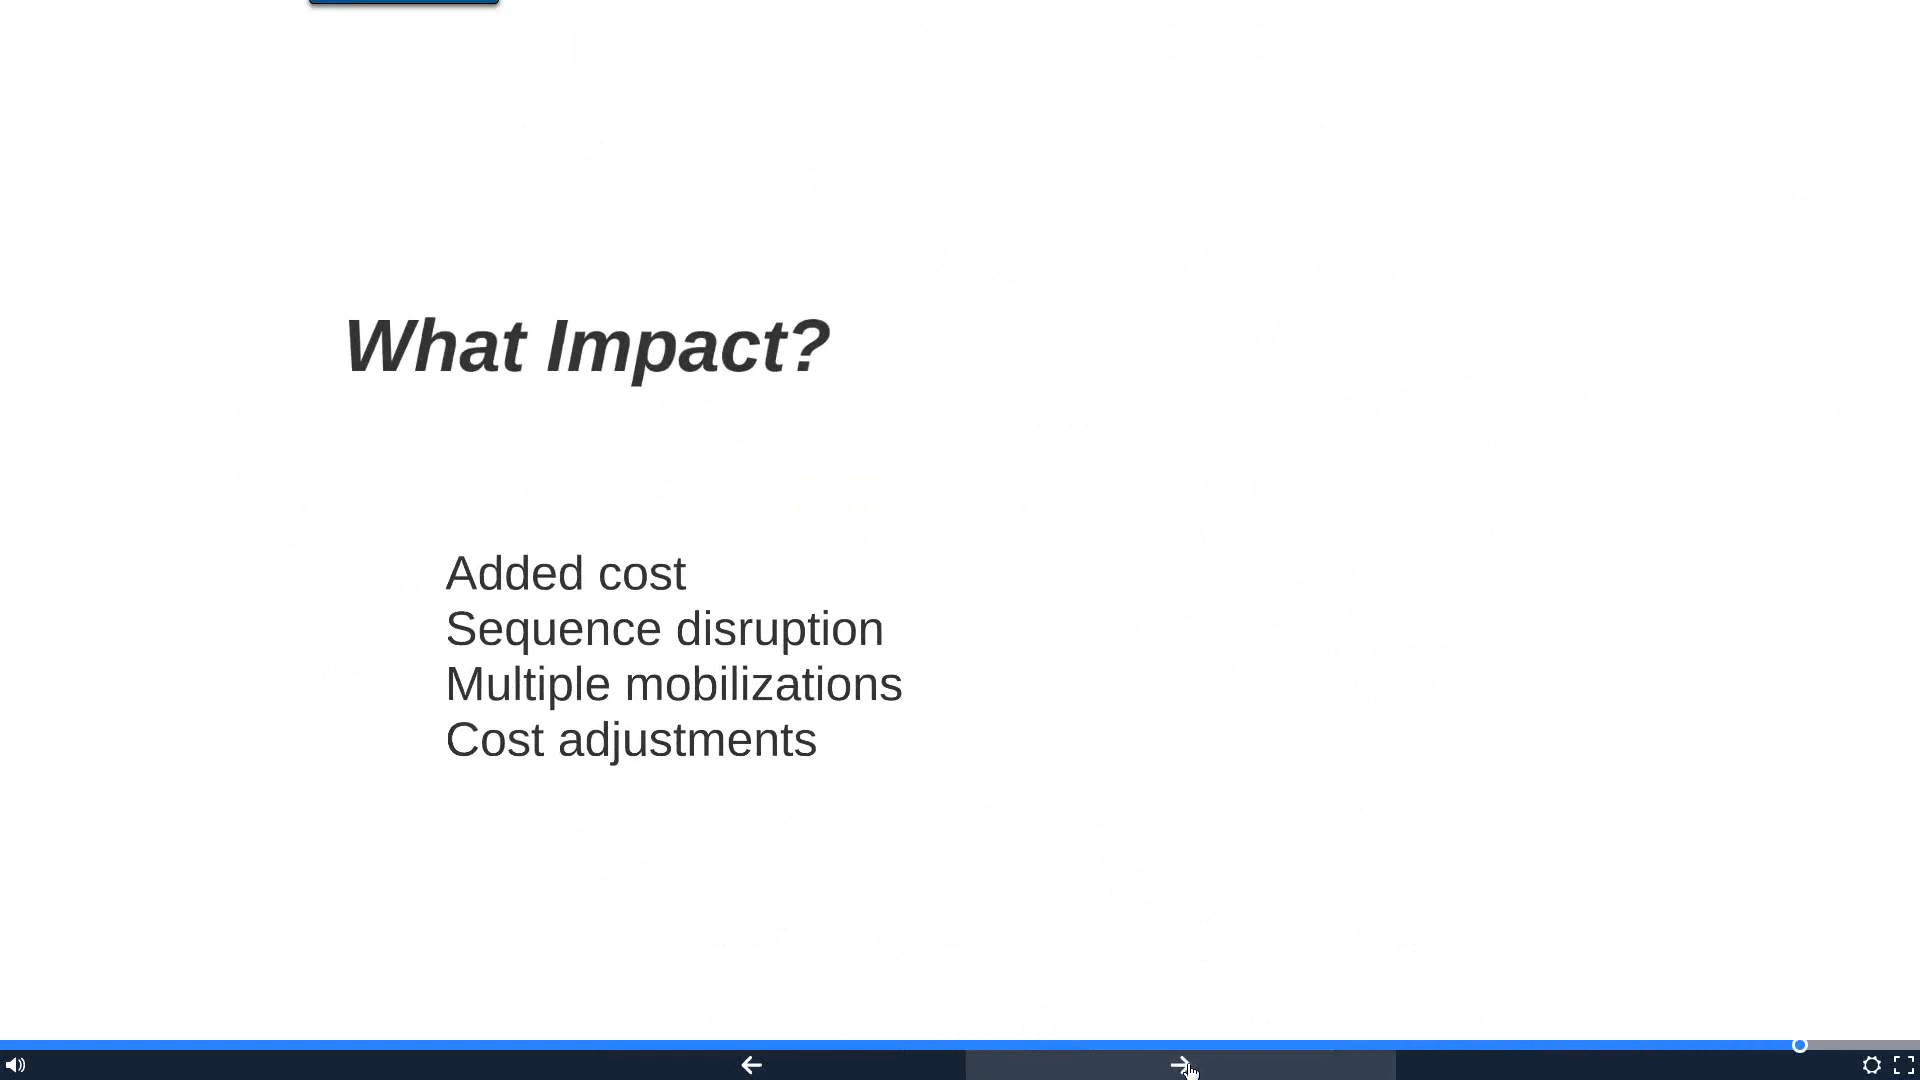 What Impact?
Added cost
Sequence disruption
Multiple mobilizations
Cost adjustments